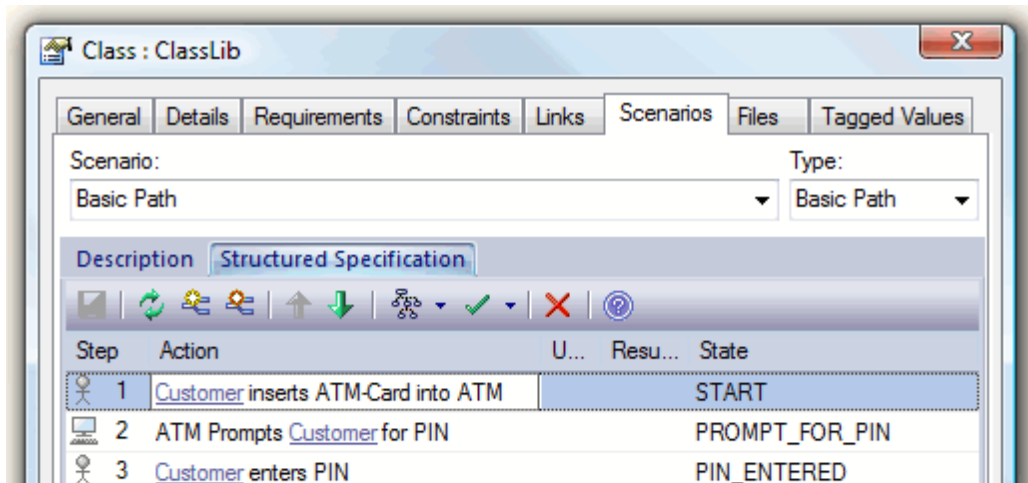 Class : ClassLib
General Details Requirements Constraints Links Scenarios Files Tagged Values
Scenario: Type:
Basic Path Basic Path
Description Structured Specification
Step Action U... Resu... State
1 Customer inserts ATM-Card into ATM START
2 ATM Prompts Customer for PIN PROMPT_FOR_PIN
3 Customer enters PIN PIN_ENTERED